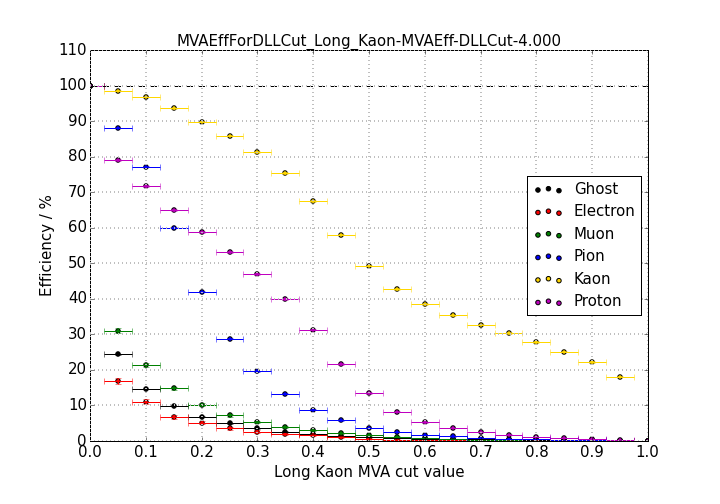 MVAEffForDLLCut_Long_Kaon-MVAEff-DLLCut-4.000
110
100
90
80
70
60
50
40
30
20
10
0
Efficiency / %
Ghost
Electron
Muon
Pion
Kaon
Proton
0.0 0.1 0.2 0.3 0.4 0.5 0.6 0.7 0.8 0.9 1.0
Long Kaon MVA cut value